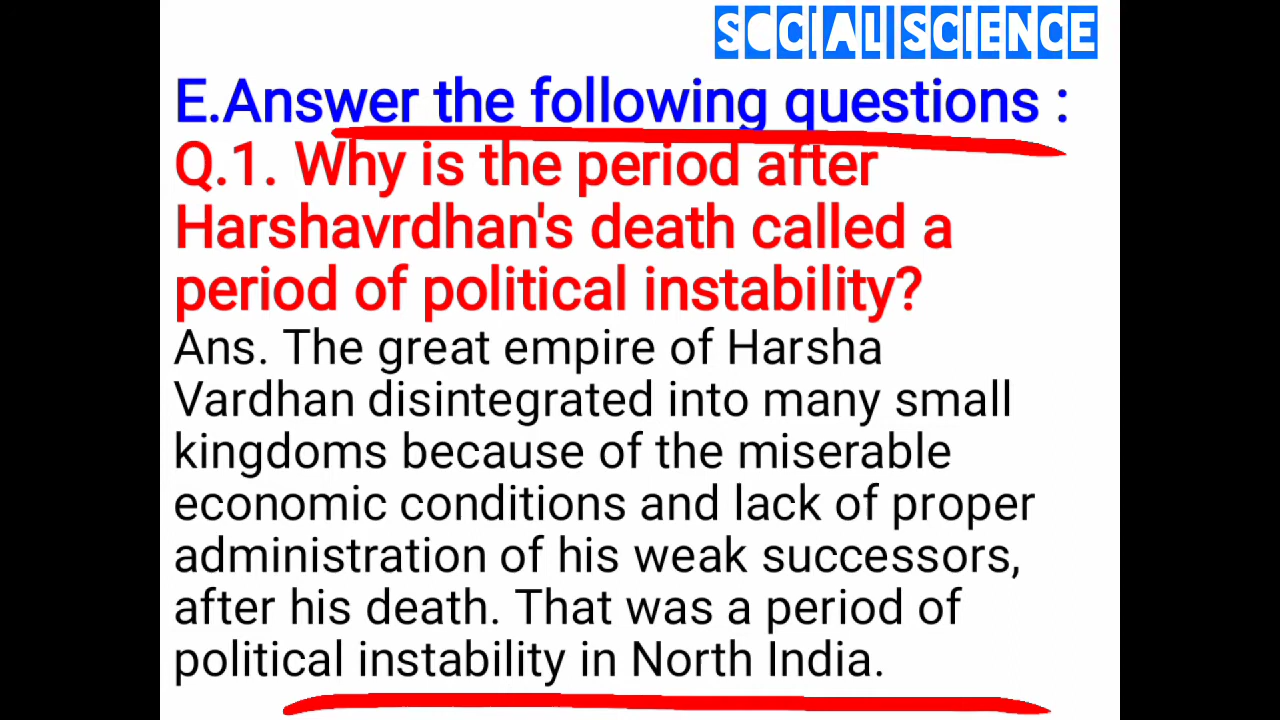 SOCIAL SCIENCE
E.Answer the following questions :
Q.1. Why is the period after
Harshavrdhan's death called a
period of political instability?
Ans. The great empire of Harsha
Vardhan disintegrated into many small
kingdoms because of the miserable
economic conditions and lack of proper
administration of his weak successors,
after his death. That was a period of
political instability in North India.